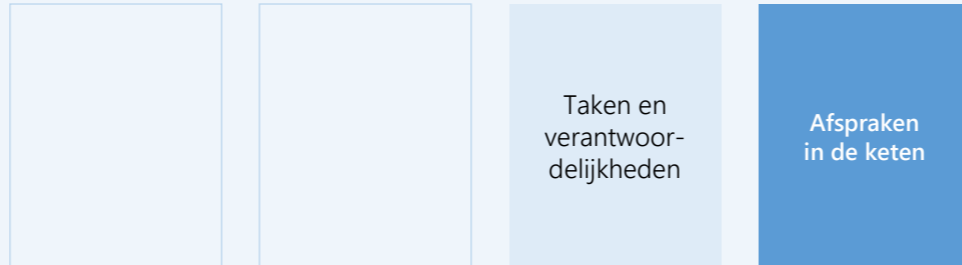 Taken en
verantwoor-
delijkheden
Afspraken
in de keten